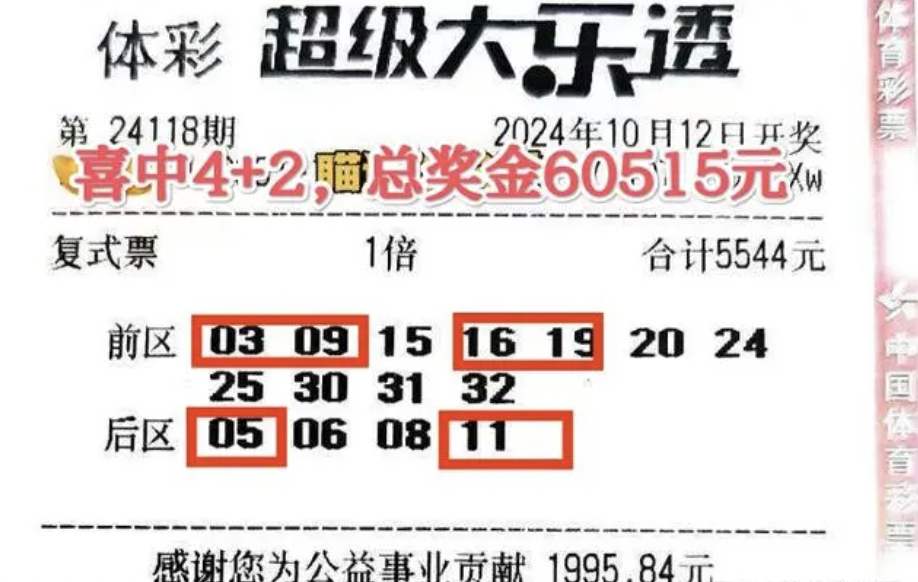 体彩 超级大乐透
第 24118期 2024年10月12日开奖
喜中4+2，总奖金60515元
复式票 1倍 合计5544元
前区 03 09 15 16 19 20 24
25 30 31 32
后区 05 06 08 11
感谢您为公益事业贡献 1995.84元
体育彩票
中国体育彩票